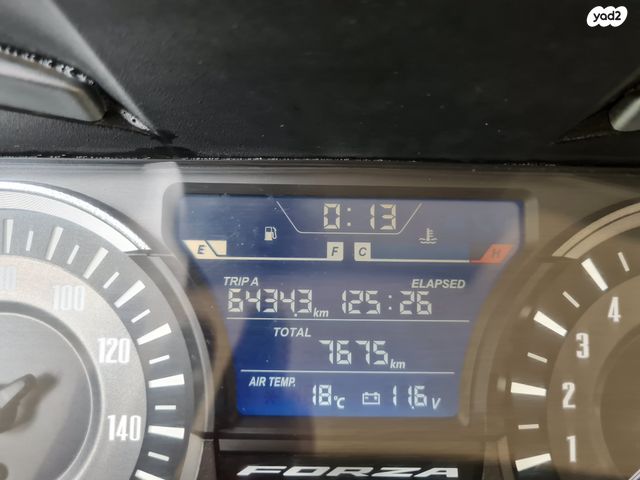 yad2
0:13
E F C H
TRIP A ELAPSED
6434.3 km 125:26
TOTAL
7675 km
AIR TEMP. 18°C 11.6 V
100
120
140
4
3
2
1
FORZA